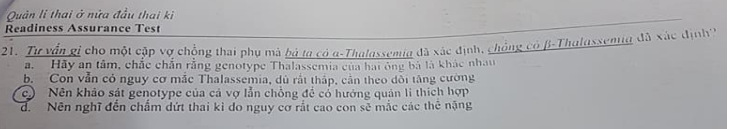 Quản lí thai ở nửa đầu thai kì
Readiness Assurance Test
21. Tư vấn gì cho một cặp vợ chồng thai phụ mà bà ta có α-Thalassemia đã xác định, chồng có β-Thalassemia đã xác định?
a. Hãy an tâm, chắc chắn rằng genotype Thalassemia của hai ông bà là khác nhau
b. Con vẫn có nguy cơ mắc Thalassemia, dù rất thấp, cần theo dõi tăng cường
c. Nên khảo sát genotype của cả vợ lẫn chồng để có hướng quản lí thích hợp
d. Nên nghĩ đến chấm dứt thai kì do nguy cơ rất cao con sẽ mắc các thể nặng